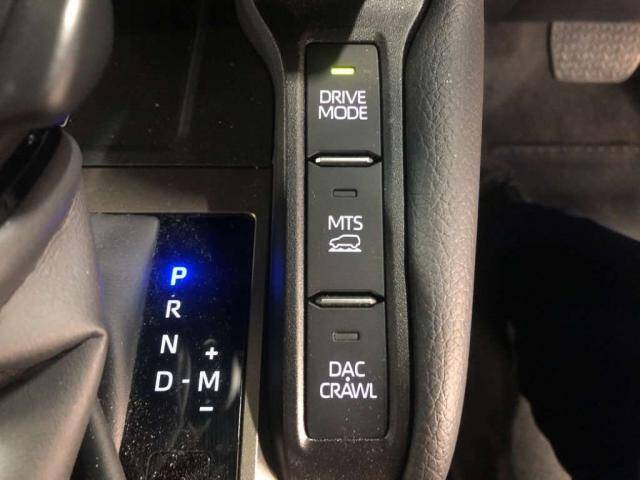 DRIVE
MODE
MTS
DAC
CRAWL
P
R
N
+
D-M
-